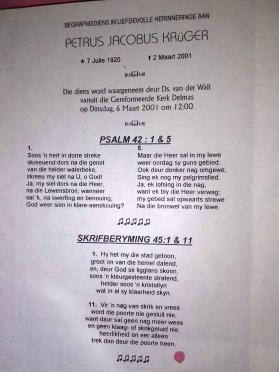 BEGRAFNISDIENS IN LIEFDEVOLLE HERINNERINGE AAN
PETRUS JACOBUS KRÜGER
★ 7 Julie 1920 † 2 Maart 2001
Die diens word waargeneem deur Ds. van der Walt
vanuit die Gereformeerde Kerk Delmas
op Dinsdag, 6 Maart 2001 om 12:00.
PSALM 42 : 1 & 5
1.
Soos 'n hert in dorre streke
skreeuend dors na die genot
van die helder waterbeke,
skreeu my siel na U, o God!
Ja, my siel dors na die Heer,
na die Lewensbron, wanneer
sal 'k, na swerfling en benouing,
God weer sien in klare-aanskouing?
5.
Maar die Heer sal in my lewe
weer oordag sy guns gebied.
Ook deur donker nag omgewe,
Sing ek nog my pelgrimslied.
Ja, ek lofsing in die nag,
want ek bly die Heer verwag;
my gebed sal opwaarts strewe
Na die bronwel van my lewe.
SKRIFBERYMING 45:1 & 11
1. Hy het my die stad getoon,
groot en van die hemel dalend,
en, deur God se glans skoon,
soos 'n kleurgesteente stralend,
helder soos 'n kristallyn
wat in al sy klaarheid skyn.
11. Vir 'n nag van skrik en vrees
word die poorte nie gesluit nie,
want daar sal geen nag meer wees
en geen klaag- of skrikgeluid nie.
heerlikheid en eer alleen
trek dan deur die poorte heen.